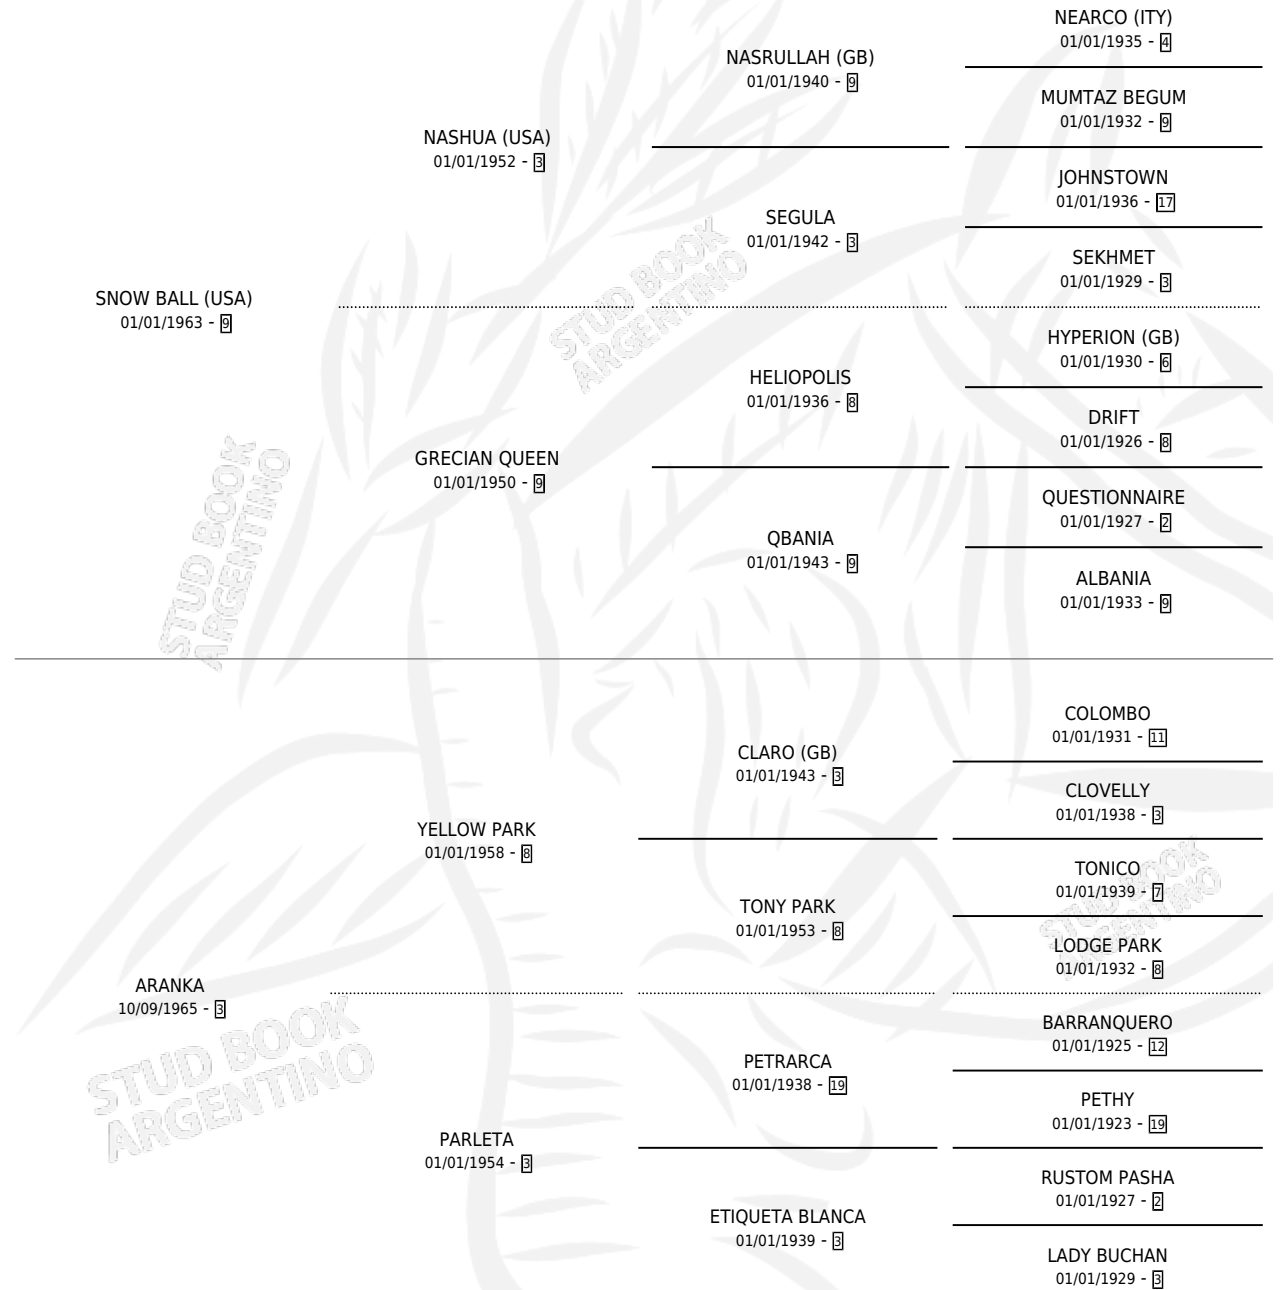 NEARCO (ITY)
01/01/1935 - 4
NASRULLAH (GB)
01/01/1940 - 9
MUMTAZ BEGUM
01/01/1932 - 9
NASHUA (USA)
01/01/1952 - 3
JOHNSTOWN
01/01/1936 - 17
SEGULA
01/01/1942 - 3
SEKHMET
01/01/1929 - 3
SNOW BALL (USA)
01/01/1963 - 9
HYPERION (GB)
01/01/1930 - 6
HELIOPOLIS
01/01/1936 - 8
DRIFT
01/01/1926 - 8
GRECIAN QUEEN
01/01/1950 - 9
QUESTIONNAIRE
01/01/1927 - 2
QBANIA
01/01/1943 - 9
ALBANIA
01/01/1933 - 9
COLOMBO
01/01/1931 - 11
CLARO (GB)
01/01/1943 - 3
CLOVELLY
01/01/1938 - 3
YELLOW PARK
01/01/1958 - 8
TONICO
01/01/1939 - 7
TONY PARK
01/01/1953 - 8
LODGE PARK
01/01/1932 - 8
ARANKA
10/09/1965 - 3
BARRANQUERO
01/01/1925 - 12
PETRARCA
01/01/1938 - 19
PETHY
01/01/1923 - 19
PARLETA
01/01/1954 - 3
RUSTOM PASHA
01/01/1927 - 2
ETIQUETA BLANCA
01/01/1939 - 3
LADY BUCHAN
01/01/1929 - 3
STUD BOOK
ARGENTINO
STUD BOOK
ARGENTINO
STUD BOOK
ARGENTINO
STUD BOOK
ARGENTINO